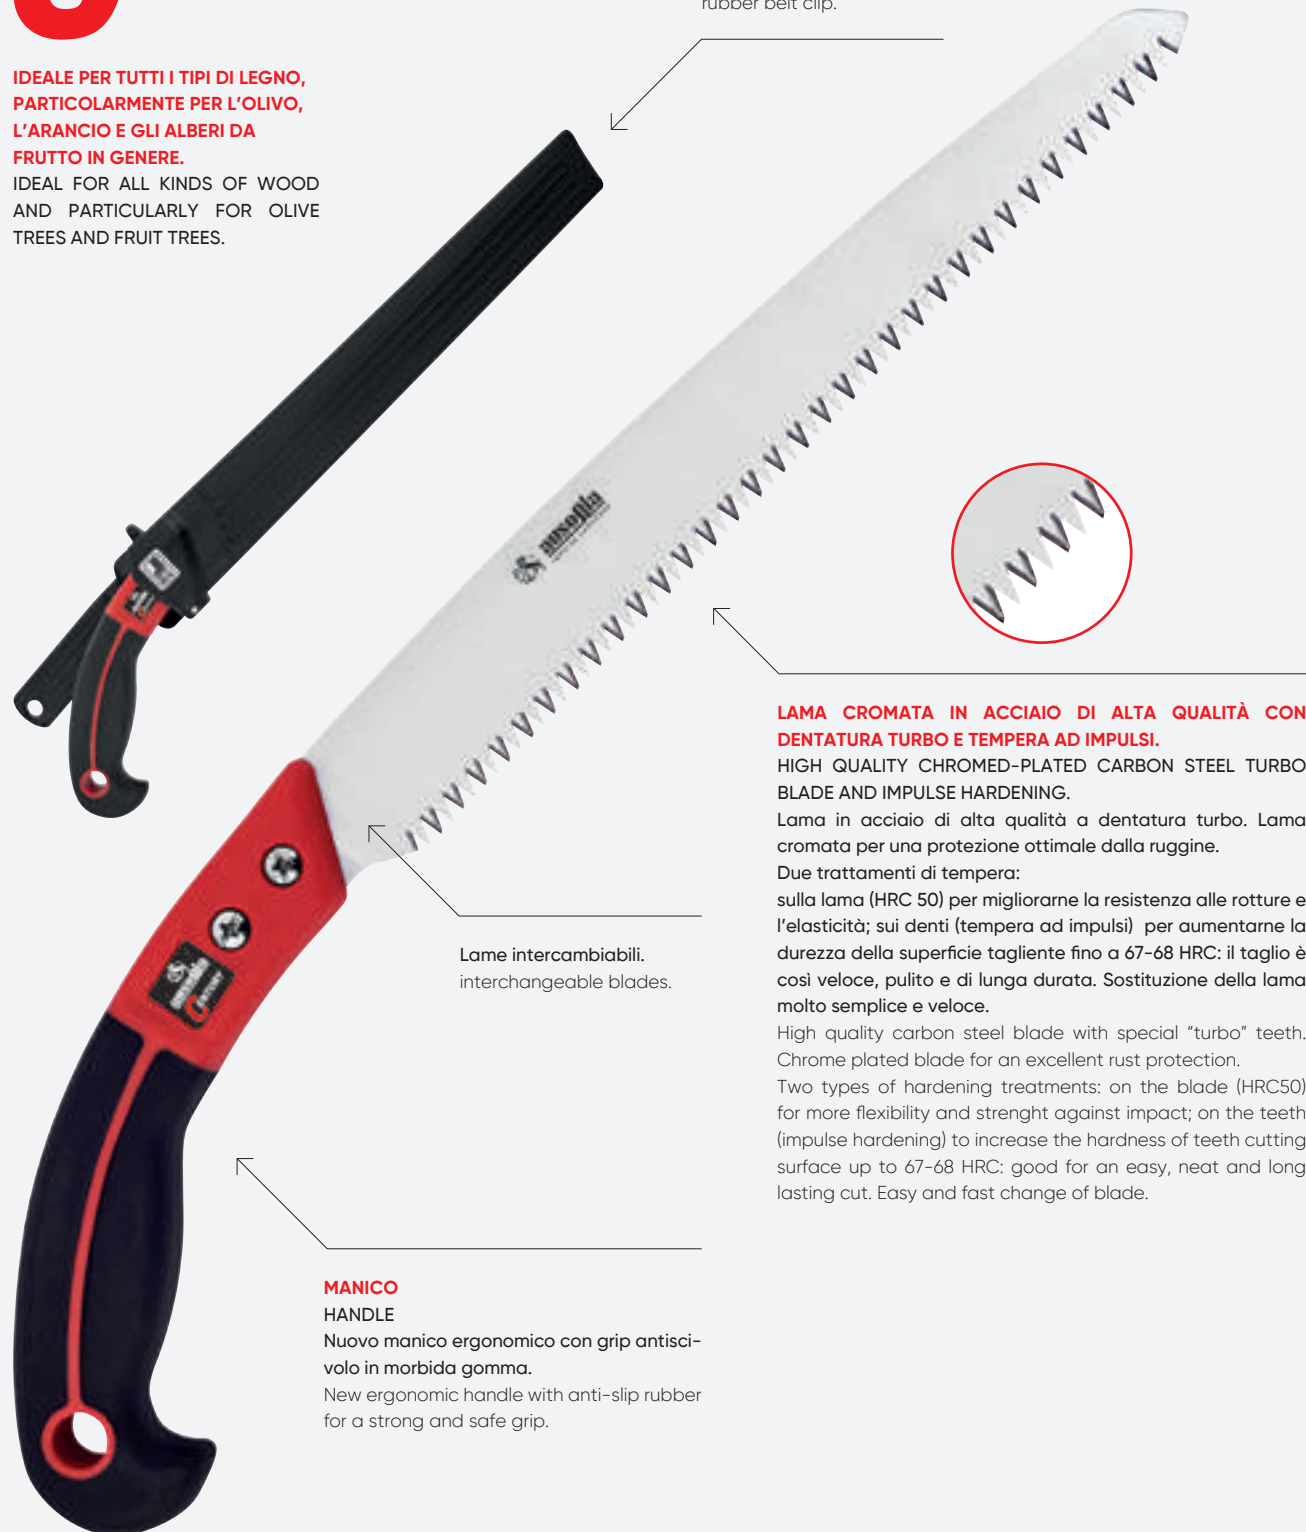 rubber belt clip.
IDEALE PER TUTTI I TIPI DI LEGNO,
PARTICOLARMENTE PER L'OLIVO,
L'ARANCIO E GLI ALBERI DA
FRUTTO IN GENERE.
IDEAL FOR ALL KINDS OF WOOD
AND PARTICULARLY FOR OLIVE
TREES AND FRUIT TREES.
ausonia
LAMA CROMATA IN ACCIAIO DI ALTA QUALITÀ CON
DENTATURA TURBO E TEMPERA AD IMPULSI.
HIGH QUALITY CHROMED-PLATED CARBON STEEL TURBO
BLADE AND IMPULSE HARDENING.
Lama in acciaio di alta qualità a dentatura turbo. Lama
cromata per una protezione ottimale dalla ruggine.
Due trattamenti di tempera:
sulla lama (HRC 50) per migliorarne la resistenza alle rotture e
l'elasticità; sui denti (tempera ad impulsi) per aumentarne la
durezza della superficie tagliente fino a 67-68 HRC: il taglio è
così veloce, pulito e di lunga durata. Sostituzione della lama
molto semplice e veloce.
High quality carbon steel blade with special "turbo" teeth.
Chrome plated blade for an excellent rust protection.
Two types of hardening treatments: on the blade (HRC50)
for more flexibility and strenght against impact; on the teeth
(impulse hardening) to increase the hardness of teeth cutting
surface up to 67-68 HRC: good for an easy, neat and long
lasting cut. Easy and fast change of blade.
Lame intercambiabili.
interchangeable blades.
ausonia
MANICO
HANDLE
Nuovo manico ergonomico con grip antisci-
volo in morbida gomma.
New ergonomic handle with anti-slip rubber
for a strong and safe grip.